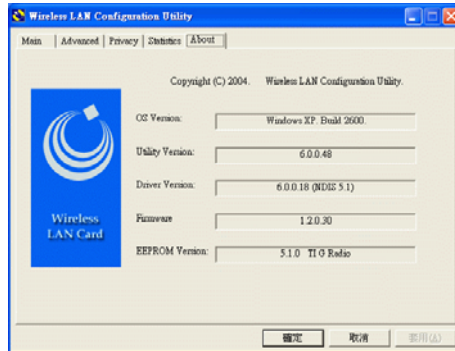 Wireless LAN Configuration Utility
Main Advanced Privacy Statistics About
Copyright (C) 2004. Wireless LAN Configuration Utility.
OS Version: Windows XP. Build 2600.
Utility Version: 6.0.0.48
Driver Version: 6.0.0.18 (NDIS 5.1)
Firmware 1.2.0.30
EEPROM Version: 5.1.0 TI G Radio
Wireless
LAN Card
確定 取消 套用(A)